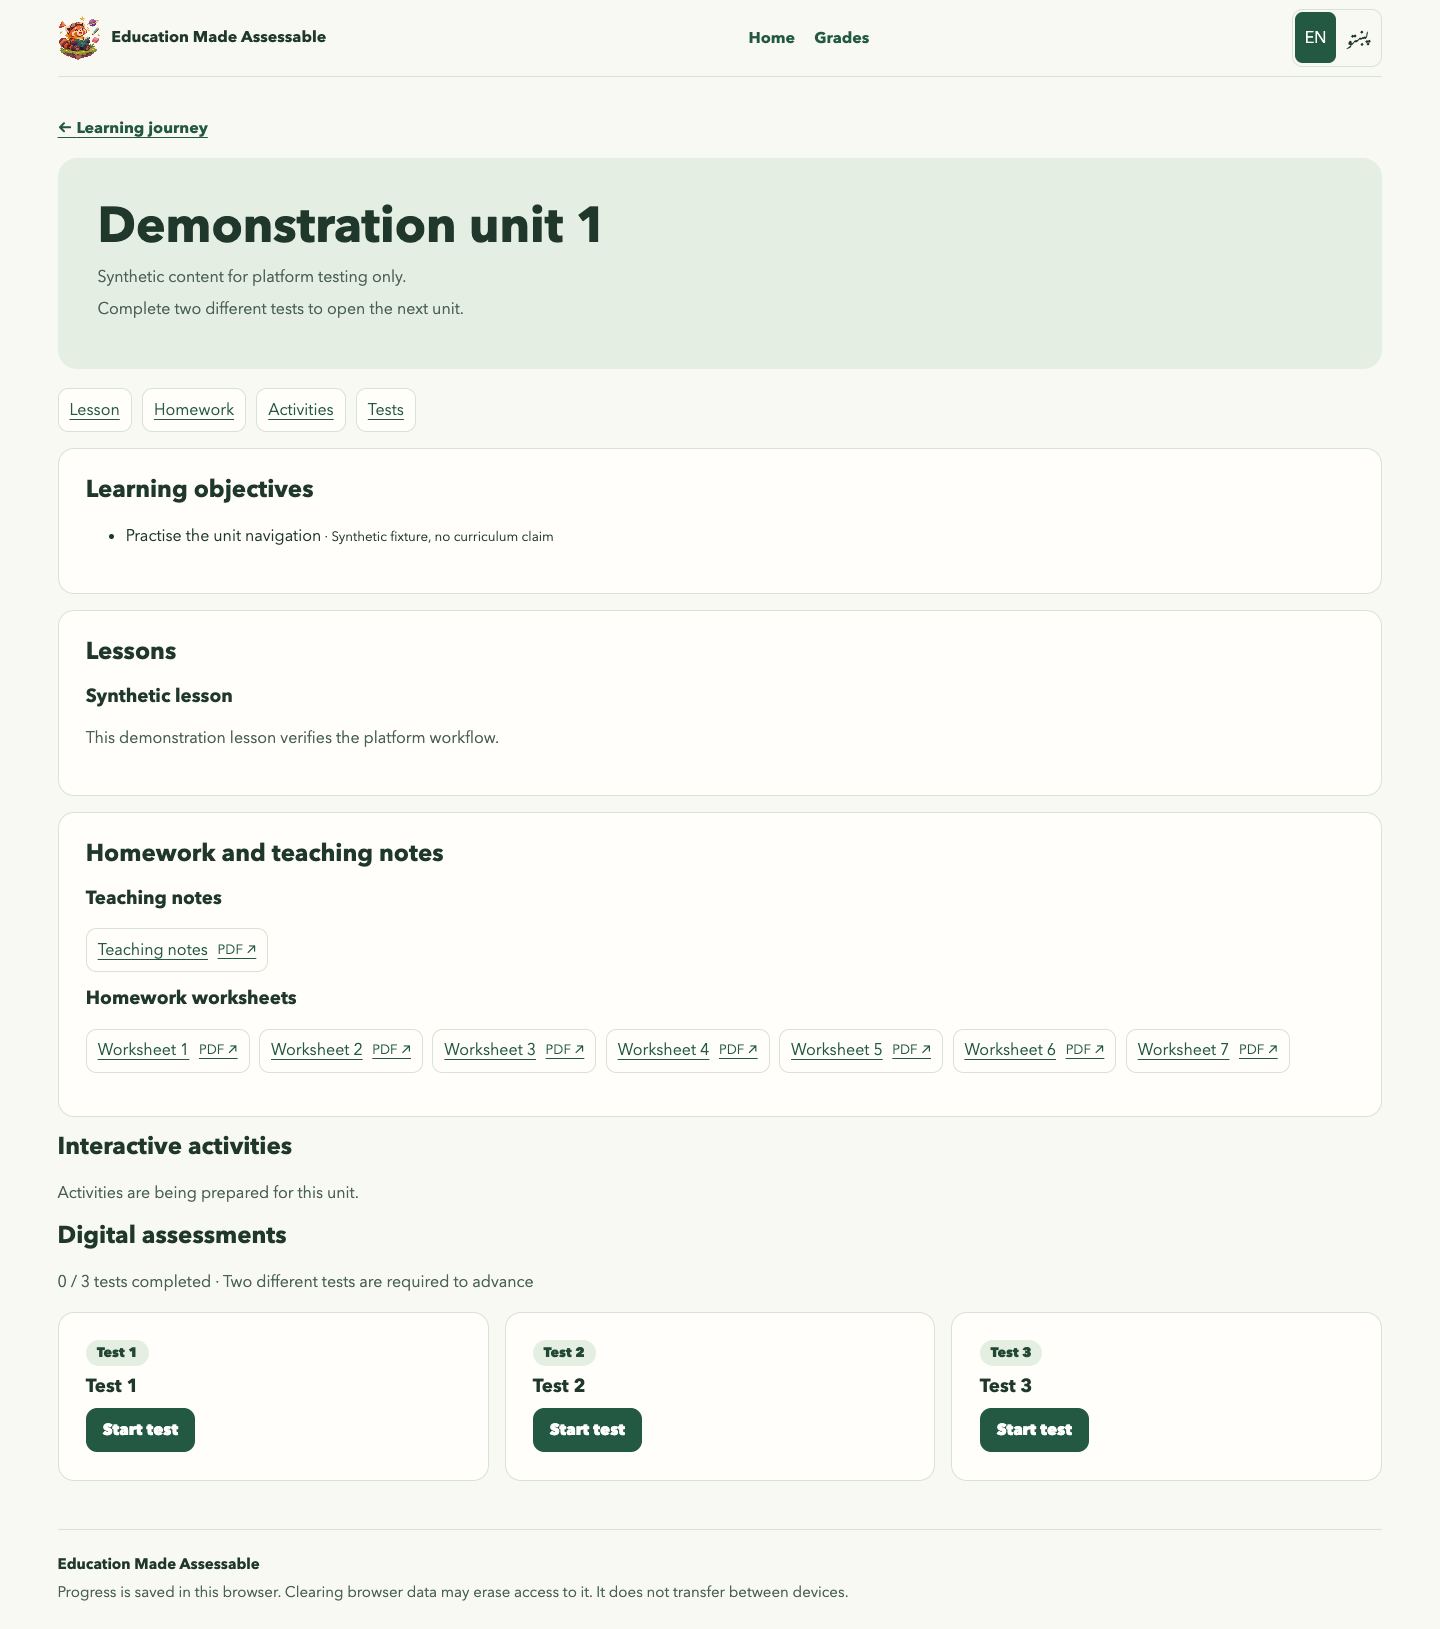 Education Made Assessable
Home
Grades
EN
پښتو
← Learning journey
Demonstration unit 1
Synthetic content for platform testing only.
Complete two different tests to open the next unit.
Lesson
Homework
Activities
Tests
Learning objectives
• Practise the unit navigation · Synthetic fixture, no curriculum claim
Lessons
Synthetic lesson
This demonstration lesson verifies the platform workflow.
Homework and teaching notes
Teaching notes
Teaching notes PDF ↗
Homework worksheets
Worksheet 1 PDF ↗
Worksheet 2 PDF ↗
Worksheet 3 PDF ↗
Worksheet 4 PDF ↗
Worksheet 5 PDF ↗
Worksheet 6 PDF ↗
Worksheet 7 PDF ↗
Interactive activities
Activities are being prepared for this unit.
Digital assessments
0 / 3 tests completed · Two different tests are required to advance
Test 1
Test 1
Start test
Test 2
Test 2
Start test
Test 3
Test 3
Start test
Education Made Assessable
Progress is saved in this browser. Clearing browser data may erase access to it. It does not transfer between devices.